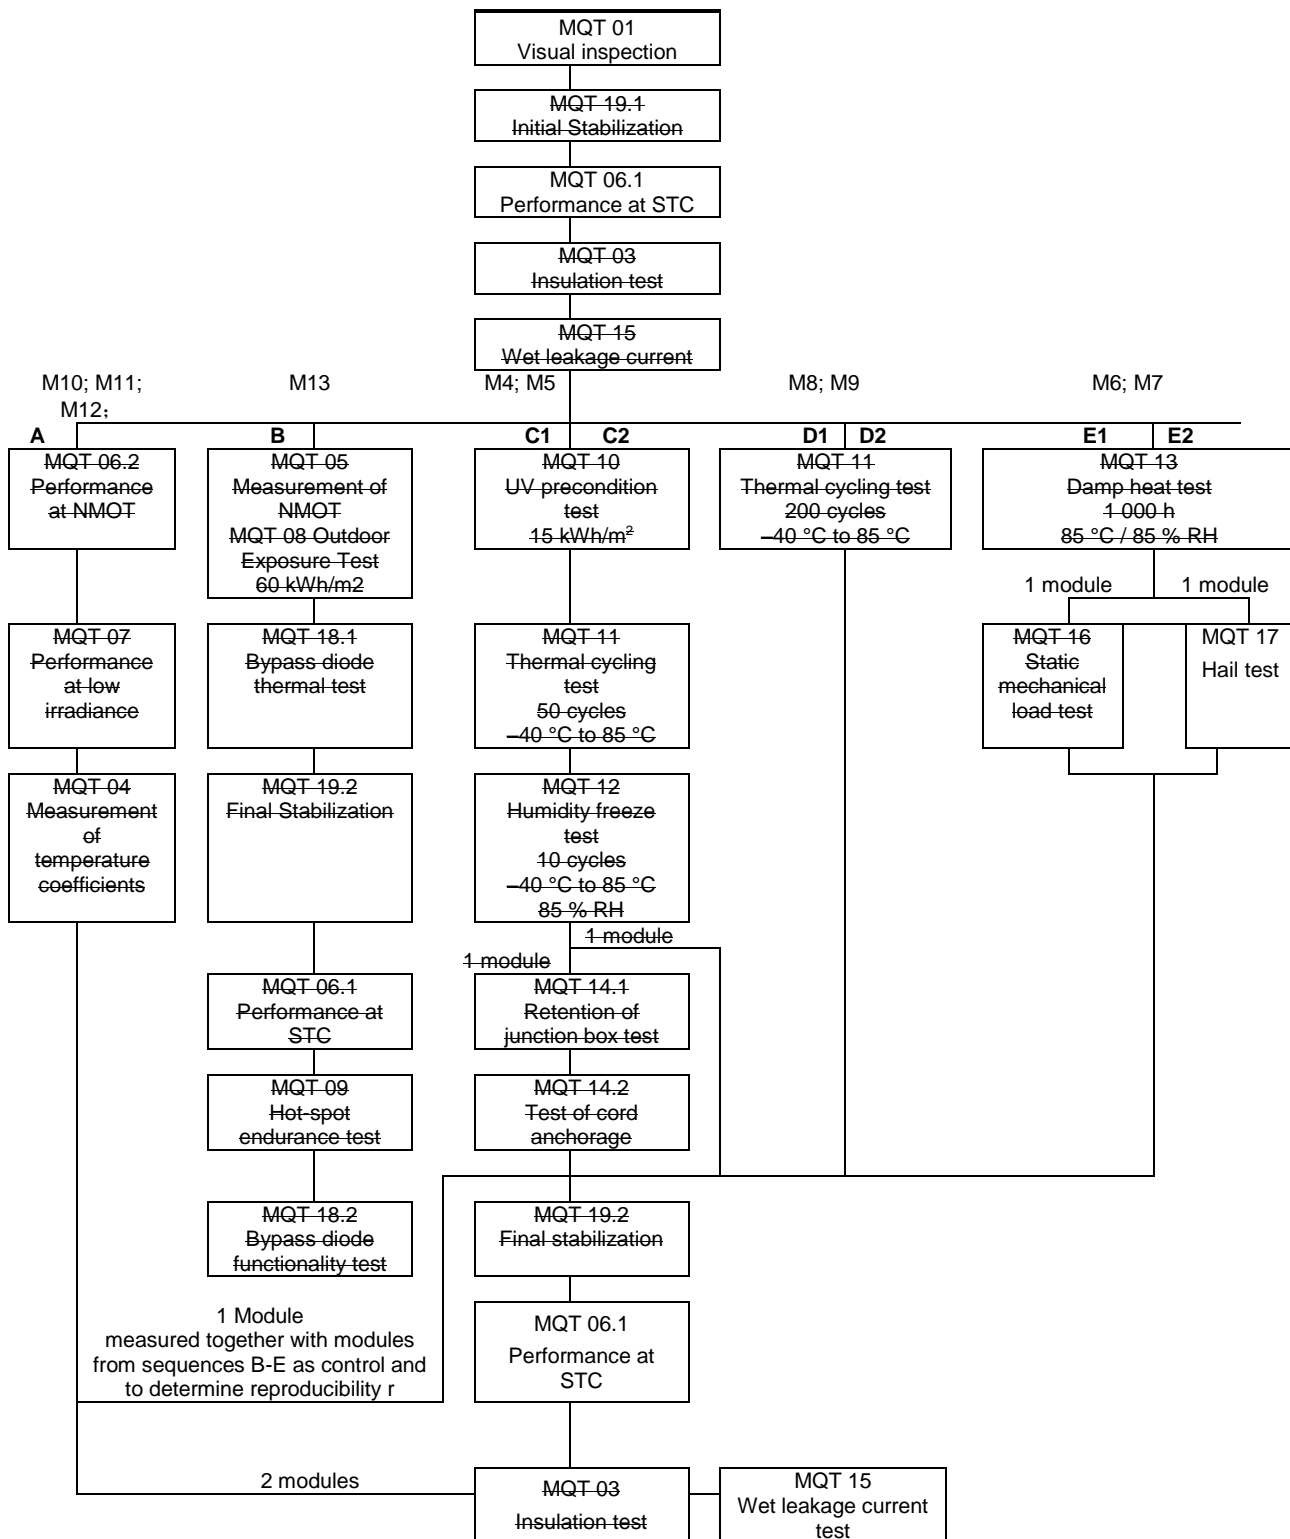 MQT 01
Visual inspection
MQT 19.1
Initial Stabilization
MQT 06.1
Performance at STC
MQT 03
Insulation test
MQT 15
Wet leakage current
M10; M11;
M12；
M13
M4; M5
M8; M9
M6; M7
A
B
C1 C2
D1 D2
E1 E2
MQT 06.2
Performance
at NMOT
MQT 05
Measurement of
NMOT
MQT 08 Outdoor
Exposure Test
60 kWh/m2
MQT 10
UV precondition
test
15 kWh/m²
MQT 11
Thermal cycling test
200 cycles
–40 °C to 85 °C
MQT 13
Damp heat test
1 000 h
85 °C / 85 % RH
1 module
1 module
MQT 07
Performance
at low
irradiance
MQT 18.1
Bypass diode
thermal test
MQT 11
Thermal cycling
test
50 cycles
–40 °C to 85 °C
MQT 16
Static
mechanical
load test
MQT 17
Hail test
MQT 04
Measurement
of
temperature
coefficients
MQT 19.2
Final Stabilization
MQT 12
Humidity freeze
test
10 cycles
–40 °C to 85 °C
85 % RH
1 module
1 module
MQT 06.1
Performance at
STC
MQT 14.1
Retention of
junction box test
MQT 09
Hot-spot
endurance test
MQT 14.2
Test of cord
anchorage
MQT 18.2
Bypass diode
functionality test
MQT 19.2
Final stabilization
1 Module
measured together with modules
from sequences B-E as control and
to determine reproducibility r
MQT 06.1
Performance at
STC
2 modules
MQT 03
Insulation test
MQT 15
Wet leakage current
test